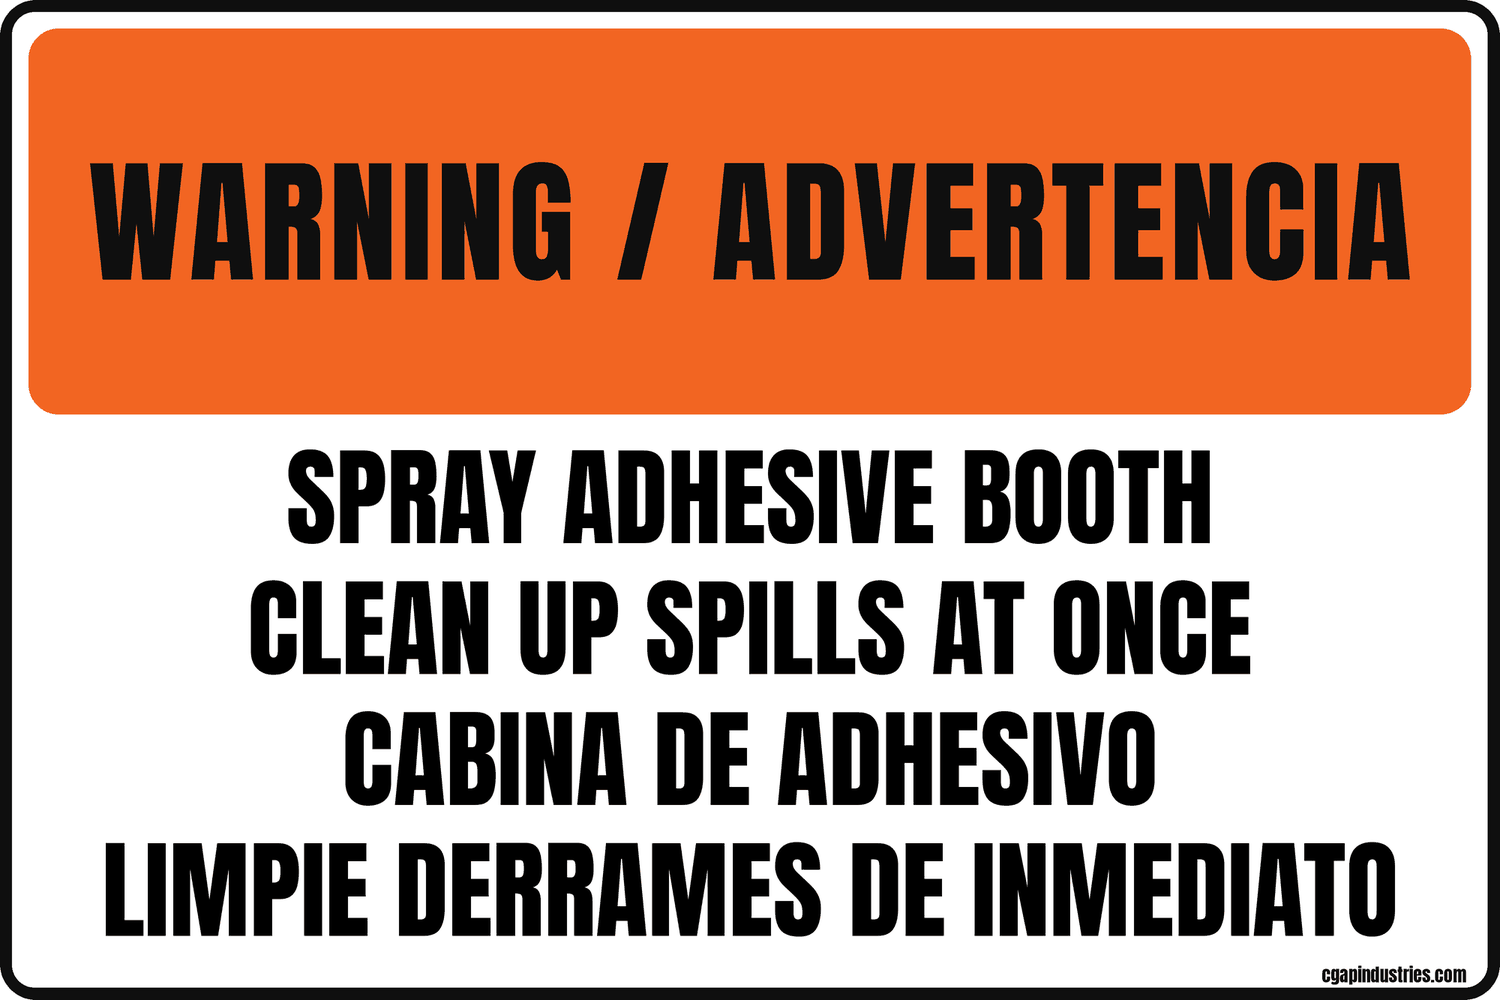 WARNING / ADVERTENCIA
SPRAY ADHESIVE BOOTH
CLEAN UP SPILLS AT ONCE
CABINA DE ADHESIVO
LIMPIE DERRAMES DE INMEDIATO
cgapindustries.com